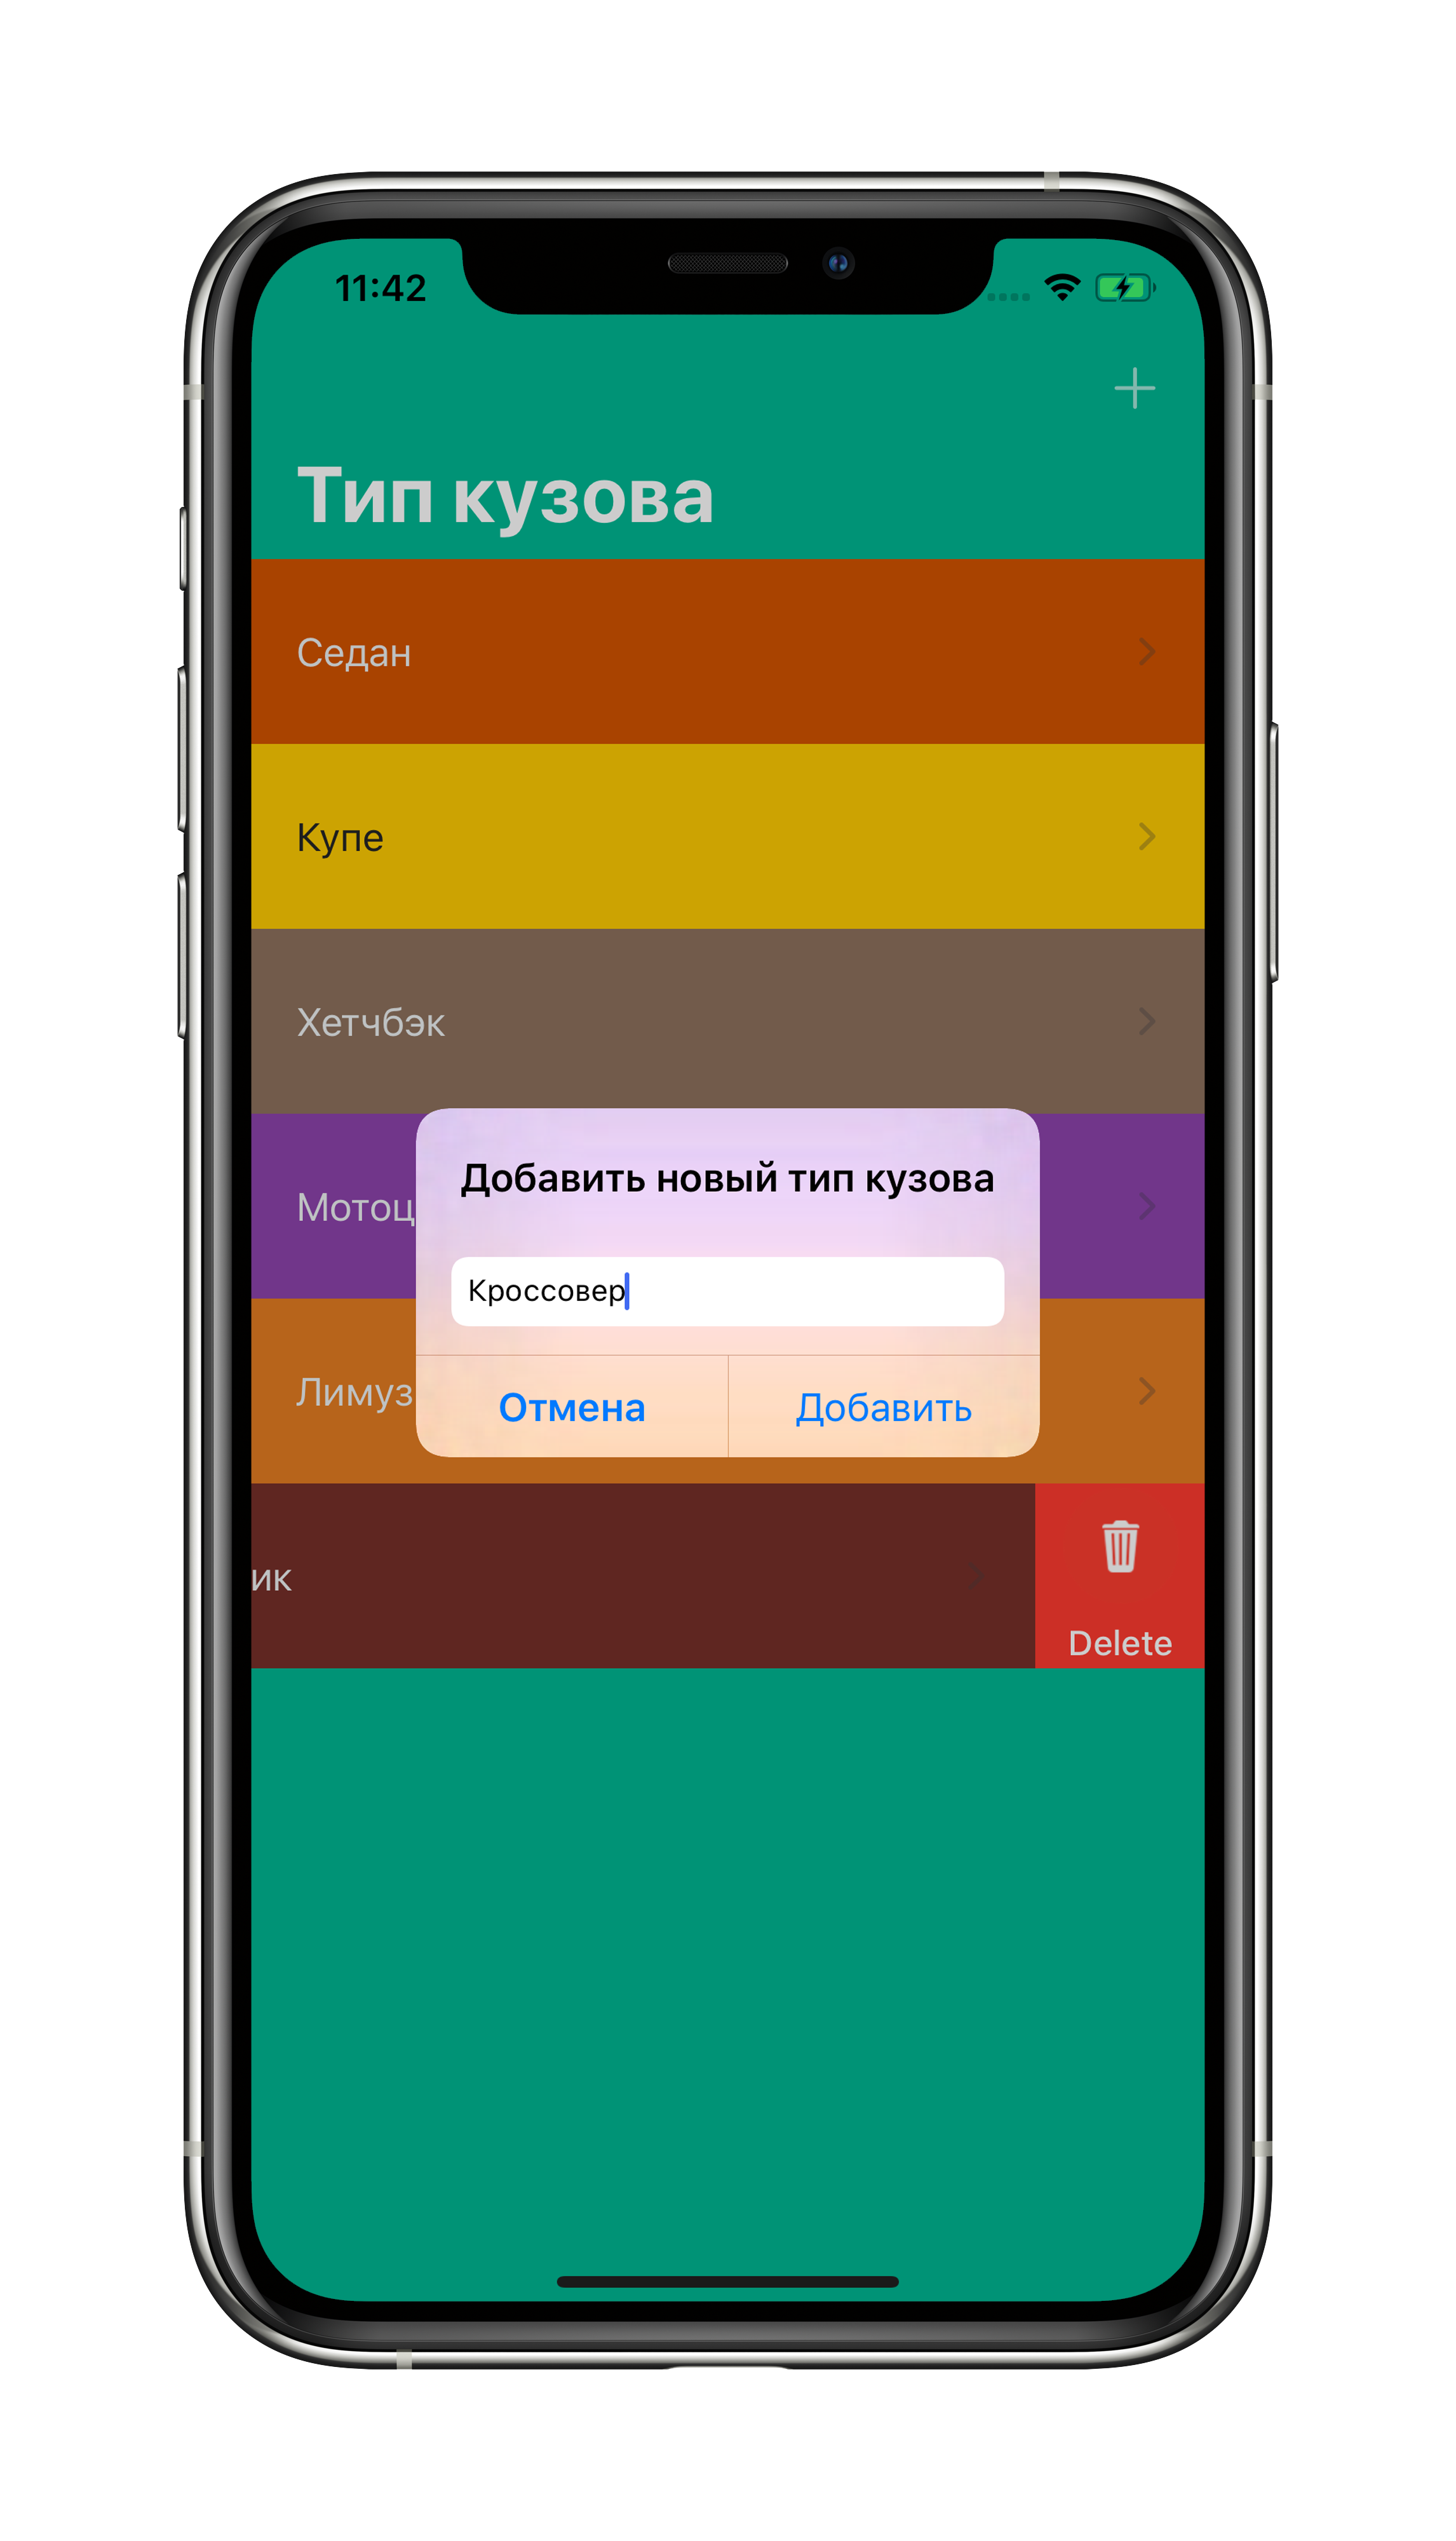 11:42
Тип кузова
Седан
Купе
Хетчбэк
Мотоц
Добавить новый тип кузова
Кроссовер
Лимуз
Отмена
Добавить
ик
Delete